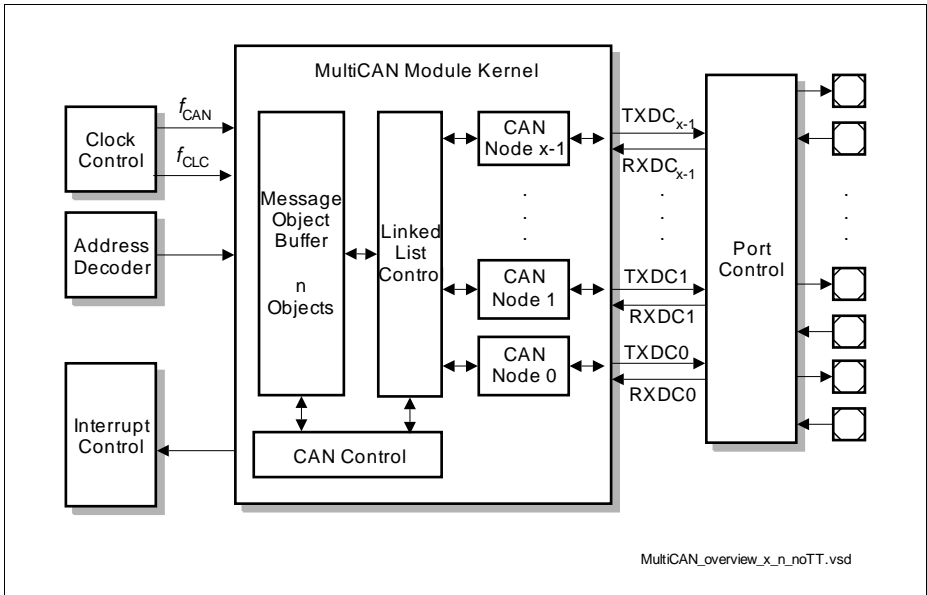 MultiCAN Module Kernel
Clock
Control
fCAN
fCLC
Address
Decoder
Interrupt
Control
Message
Object
Buffer
n
Objects
Linked
List
Control
CAN
Node x-1
CAN
Node 1
CAN
Node 0
CAN Control
TXDCx-1
RXDCx-1
TXDC1
RXDC1
TXDC0
RXDC0
Port
Control
MultiCAN_overview_x_n_noTT.vsd